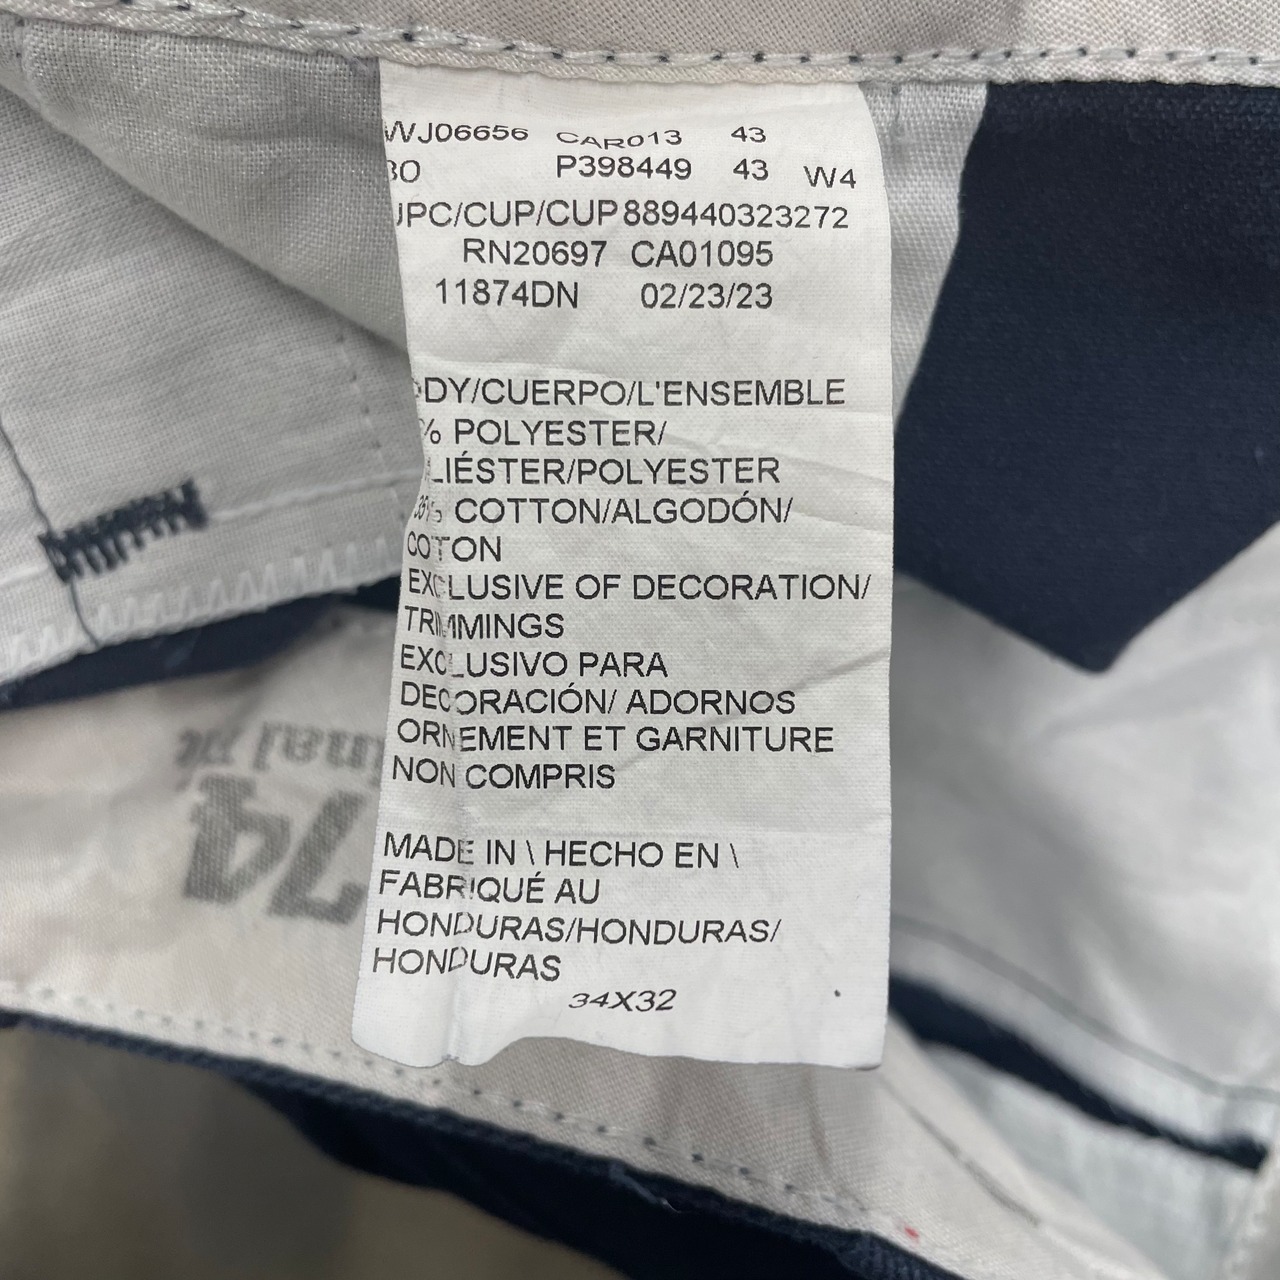 WJ06656 CAR013 43
P398449 43 W4
UPC/CUP/CUP 889440323272
RN20697 CA01095
11874DN 02/23/23
DY/CUERPO/L'ENSEMBLE
% POLYESTER/
LIÉSTER/POLYESTER
COTTON/ALGODÓN/
COTON
EXCLUSIVE OF DECORATION/
TRIMMINGS
EXCLUSIVO PARA
DECORACIÓN/ ADORNOS
ORNEMENT ET GARNITURE
NON COMPRIS
MADE IN \ HECHO EN \
FABRIQUÉ AU
HONDURAS/HONDURAS/
HONDURAS
34X32
74